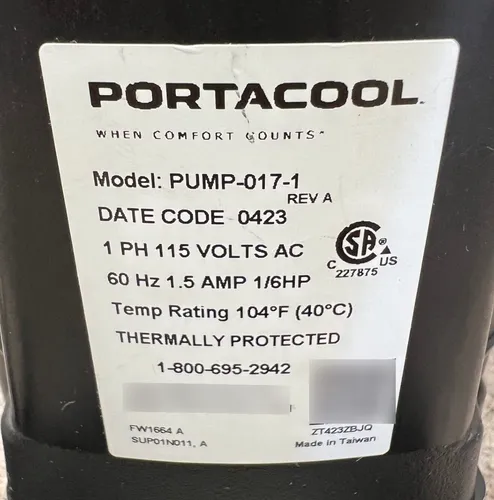 PORTACOOL
WHEN COMFORT COUNTS
Model: PUMP-017-1
REV A
DATE CODE 0423
1 PH 115 VOLTS AC
60 Hz 1.5 AMP 1/6HP
SA
C US
227875
Temp Rating 104°F (40°C)
THERMALLY PROTECTED
1-800-695-2942
FW1664 A
SUP01N011, A
ZT423ZBJQ
Made in Taiwan